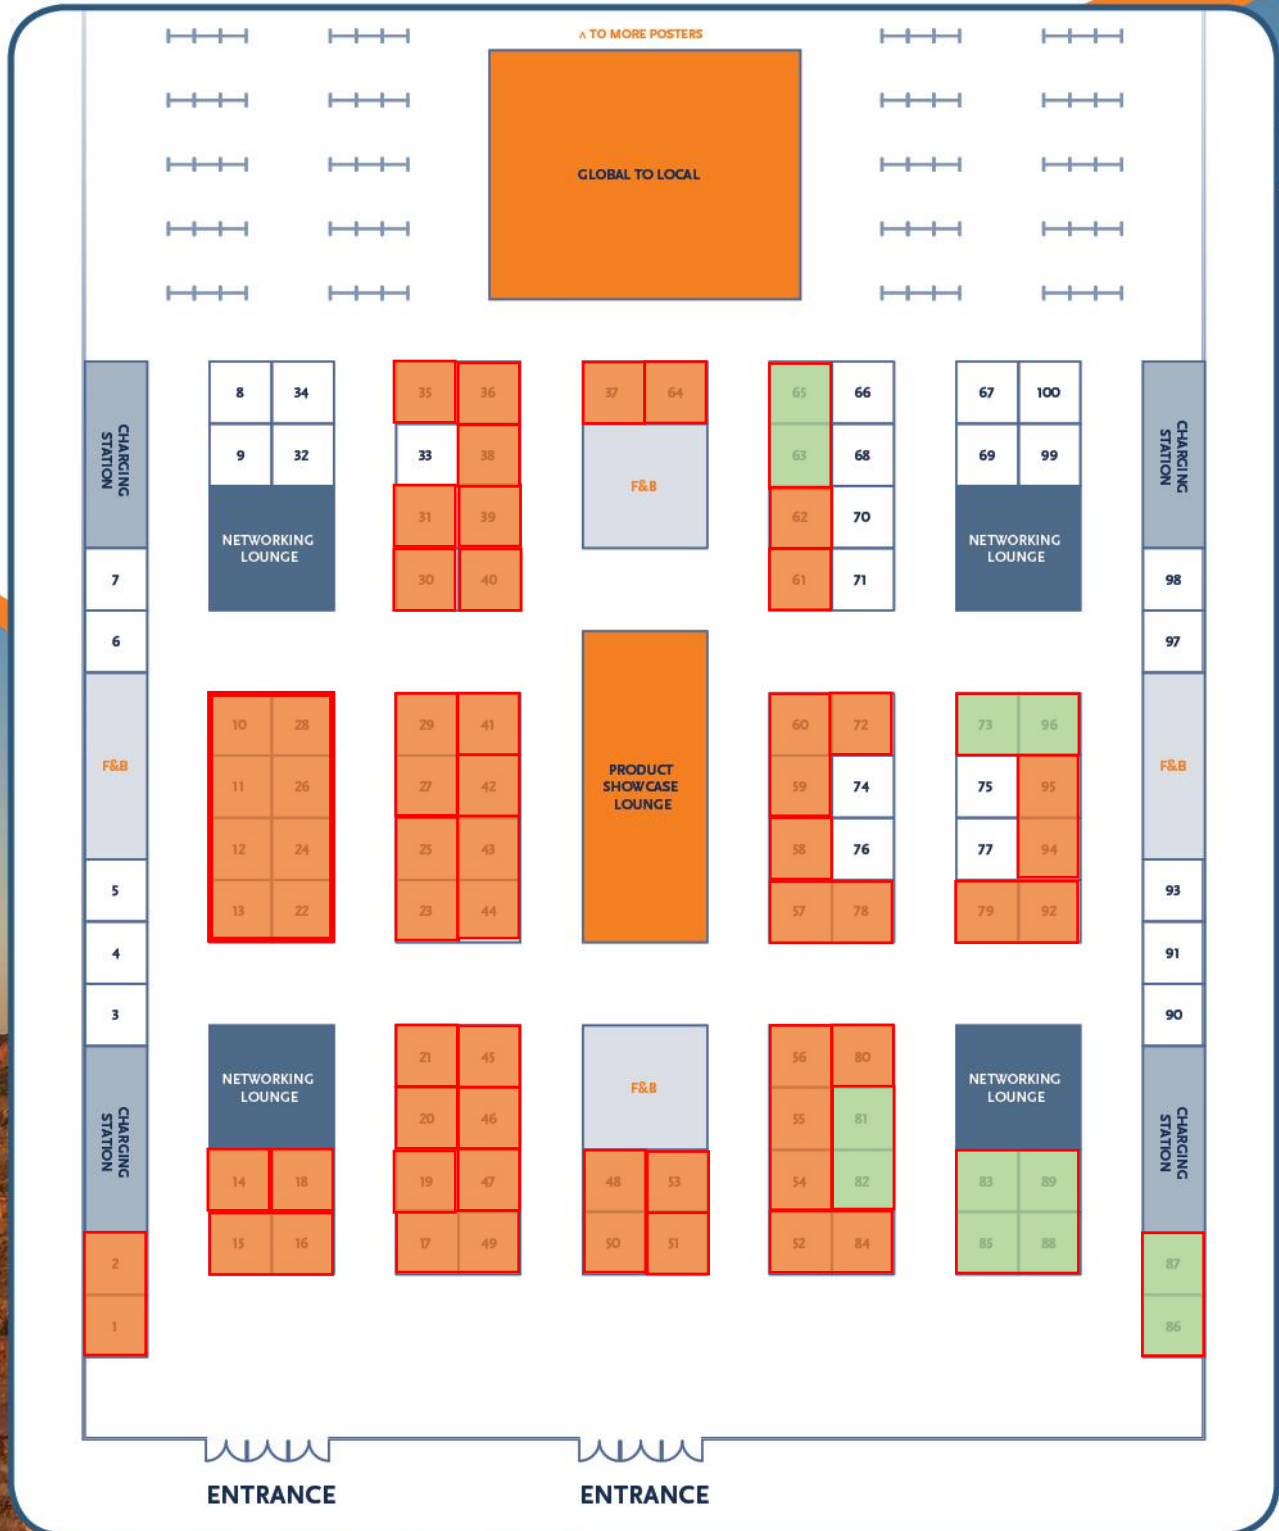 ∧ TO MORE POSTERS
GLOBAL TO LOCAL
8 34 35 36 37 64 65 66 67 100
CHARGING
STATION
CHARGING
STATION
9 32 33 38 63 68 69 99
F&B
31 39 62 70
NETWORKING
LOUNGE
NETWORKING
LOUNGE
7 30 40 61 71 98
6 97
10 28 29 41 60 72 73 96
F&B
PRODUCT
SHOWCASE
LOUNGE
F&B
11 26 27 42 59 74 75 95
12 24 25 43 58 76 77 94
5 93
13 22 23 44 57 78 79 92
4 91
3 90
21 45 56 80
NETWORKING
LOUNGE
F&B
NETWORKING
LOUNGE
20 46 55 81
CHARGING
STATION
CHARGING
STATION
14 18 19 47 48 53 54 82 83 89
15 16 17 49 50 51 52 84 85 88
2 87
1 86
ENTRANCE ENTRANCE